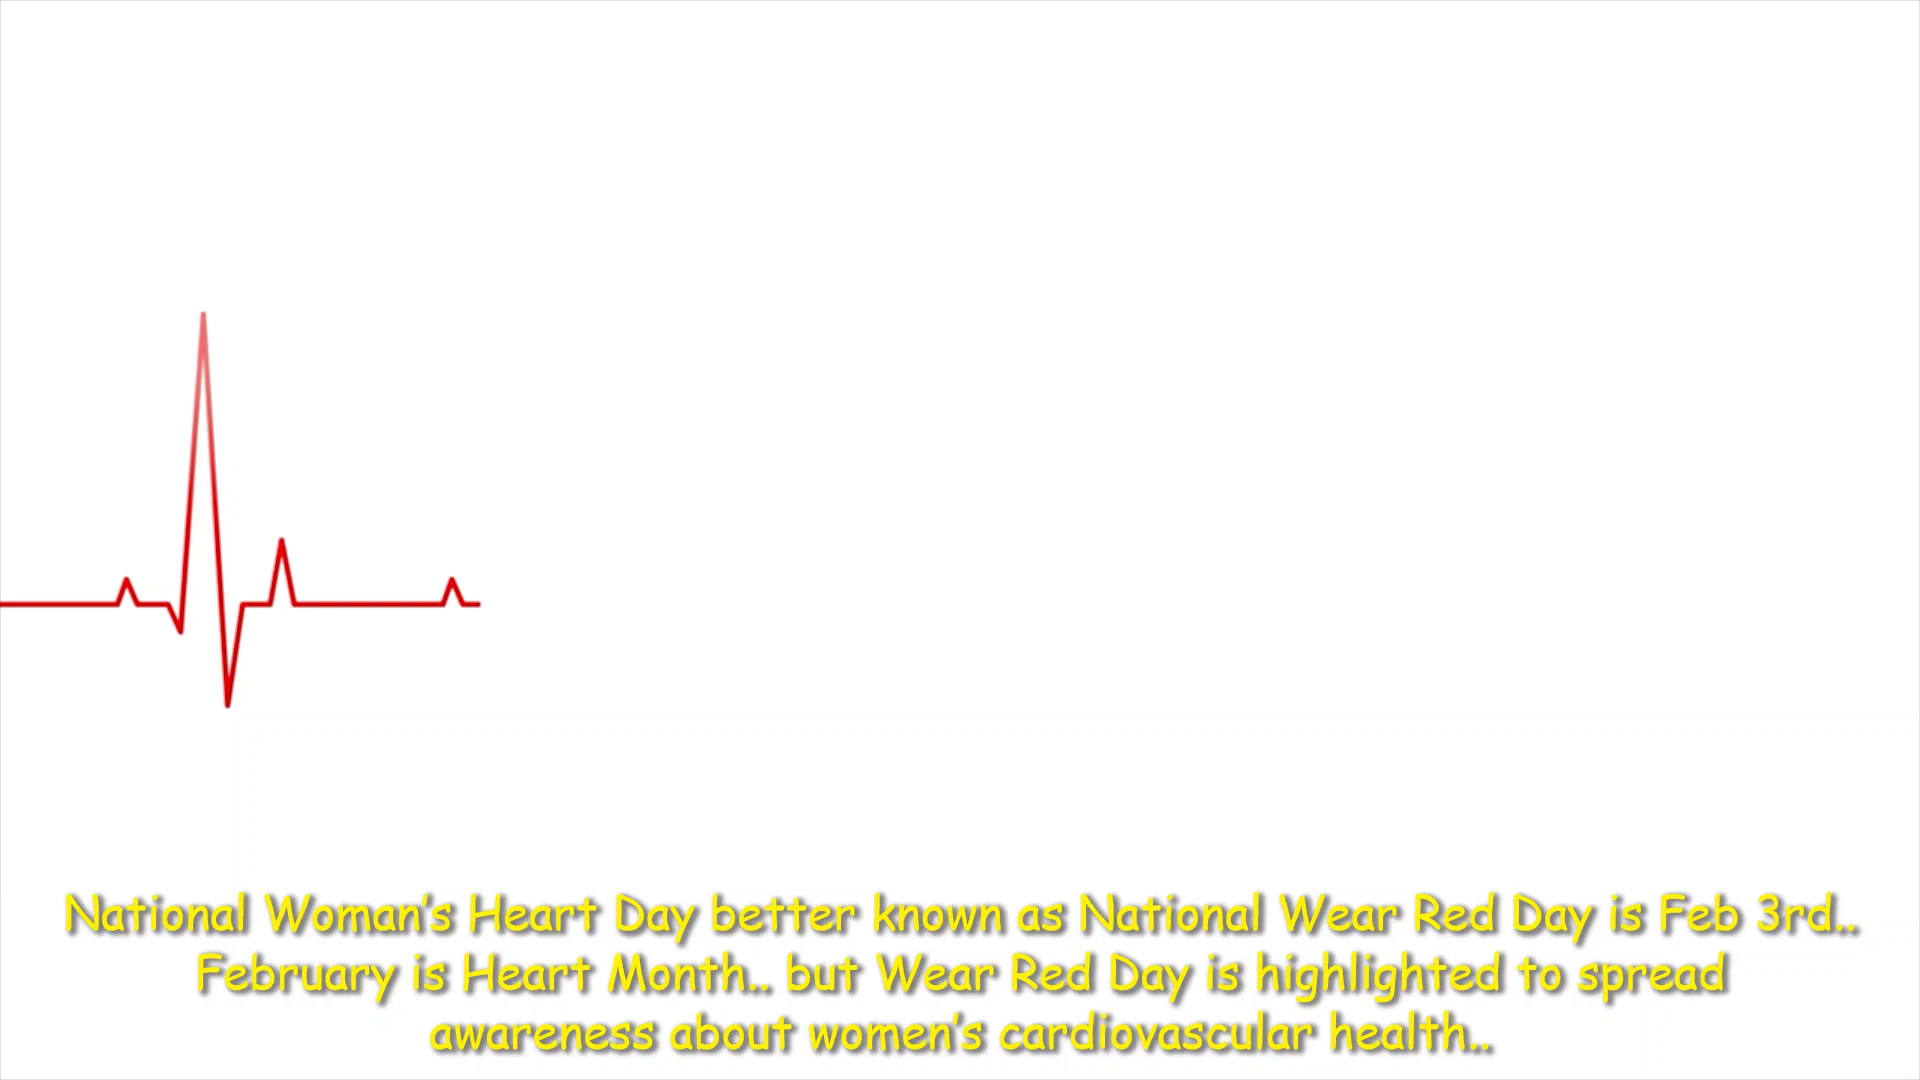 National Woman’s Heart Day better known as National Wear Red Day is Feb 3rd..
February is Heart Month.. but Wear Red Day is highlighted to spread
awareness about women’s cardiovascular health..